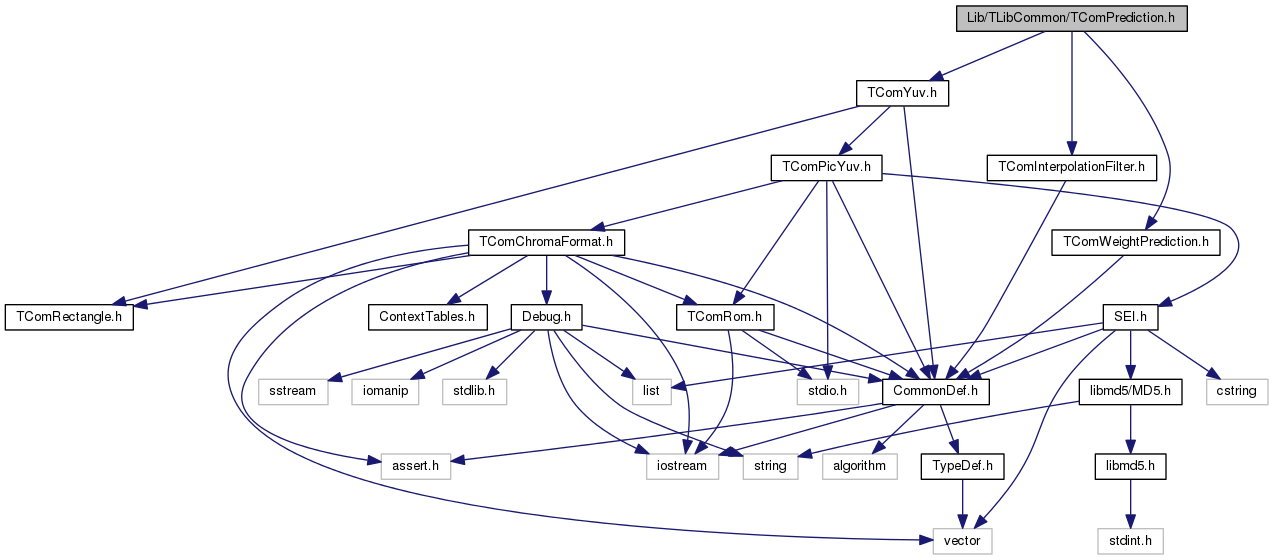 Lib/TLibCommon/TComPrediction.h
TComYuv.h
TComPicYuv.h
TComInterpolationFilter.h
TComChromaFormat.h
TComWeightPrediction.h
TComRectangle.h
ContextTables.h
Debug.h
TComRom.h
SEI.h
sstream
iomanip
stdlib.h
list
stdio.h
CommonDef.h
libmd5/MD5.h
cstring
assert.h
iostream
string
algorithm
TypeDef.h
libmd5.h
vector
stdint.h